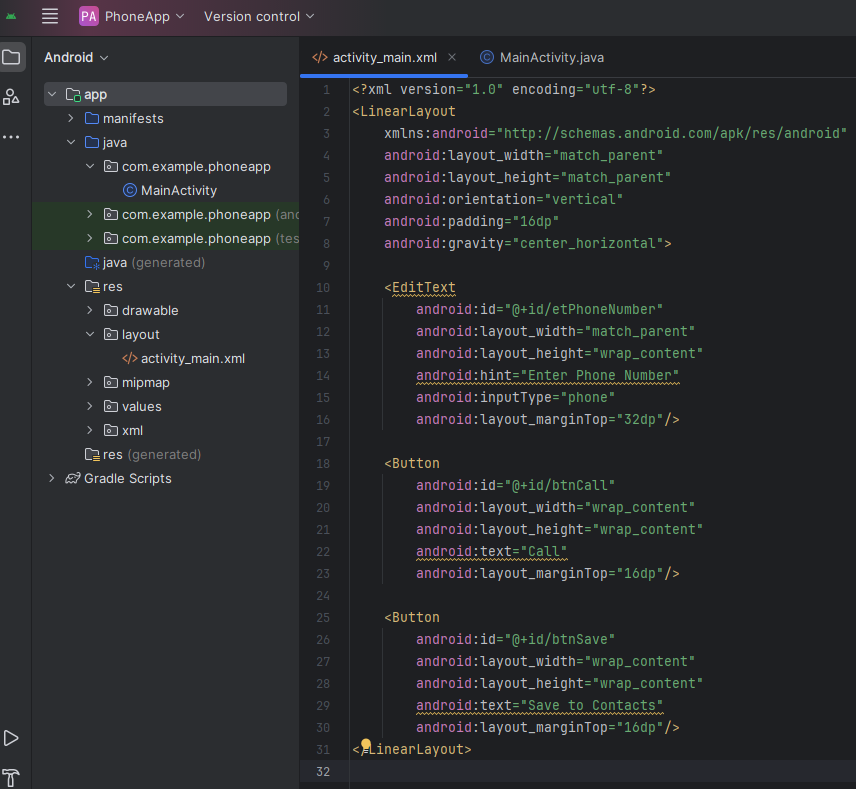 PA PhoneApp Version control
Android
app
manifests
java
com.example.phoneapp
MainActivity
com.example.phoneapp (and
com.example.phoneapp (tes
java (generated)
res
drawable
layout
activity_main.xml
mipmap
values
xml
res (generated)
Gradle Scripts
activity_main.xml MainActivity.java
1 <?xml version="1.0" encoding="utf-8"?>
2 <LinearLayout
3 xmlns:android="http://schemas.android.com/apk/res/android"
4 android:layout_width="match_parent"
5 android:layout_height="match_parent"
6 android:orientation="vertical"
7 android:padding="16dp"
8 android:gravity="center_horizontal">
9
10 <EditText
11 android:id="@+id/etPhoneNumber"
12 android:layout_width="match_parent"
13 android:layout_height="wrap_content"
14 android:hint="Enter Phone Number"
15 android:inputType="phone"
16 android:layout_marginTop="32dp"/>
17
18 <Button
19 android:id="@+id/btnCall"
20 android:layout_width="wrap_content"
21 android:layout_height="wrap_content"
22 android:text="Call"
23 android:layout_marginTop="16dp"/>
24
25 <Button
26 android:id="@+id/btnSave"
27 android:layout_width="wrap_content"
28 android:layout_height="wrap_content"
29 android:text="Save to Contacts"
30 android:layout_marginTop="16dp"/>
31 </LinearLayout>
32